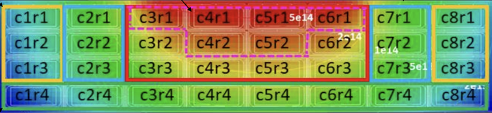 c1r1 c2r1 c3r1 c4r1 c5r1 5e14 c6r1 c7r1 c8r1
c1r2 c2r2 c3r2 c4r2 c5r2 c6r2 c7r2 c8r2
1e14
c1r3 c2r3 c3r3 c4r3 c5r3 c6r3 c7r3 c8r3
c1r4 c2r4 c3r4 c4r4 c5r4 c6r4 c7r4 c8r4